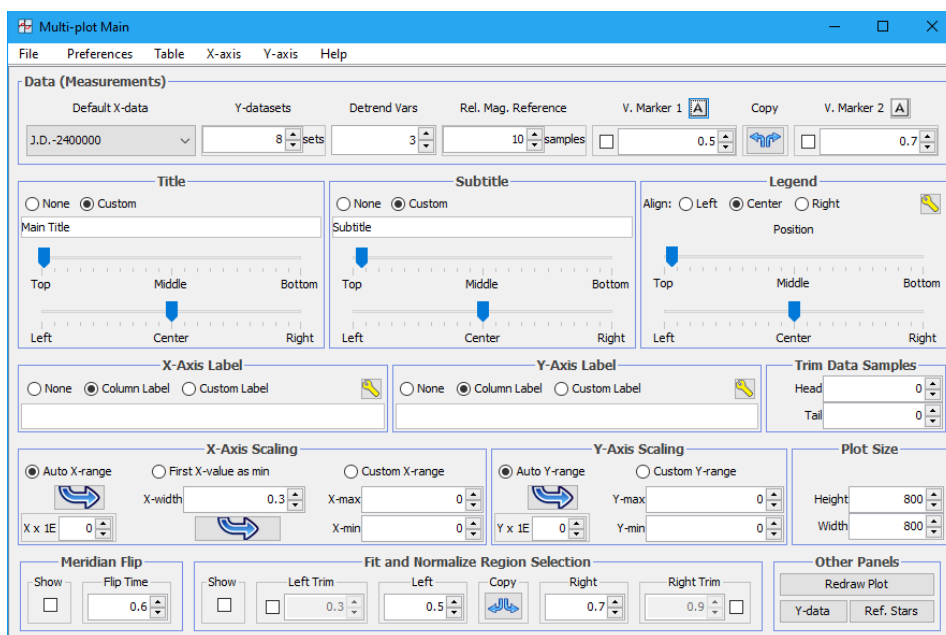 Multi-plot Main
File Preferences Table X-axis Y-axis Help
Data (Measurements)
Default X-data Y-datasets Detrend Vars Rel. Mag. Reference V. Marker 1 A Copy V. Marker 2 A
J.D.-2400000 8 sets 3 10 samples 0.5 0.7
Title Subtitle Legend
None Custom None Custom Align: Left Center Right
Main Title Subtitle Position
Top Middle Bottom Top Middle Bottom Top Middle Bottom
Left Center Right Left Center Right Left Center Right
X-Axis Label Y-Axis Label Trim Data Samples
None Column Label Custom Label None Column Label Custom Label Head 0
Tail 0
X-Axis Scaling Y-Axis Scaling Plot Size
Auto X-range First X-value as min Custom X-range Auto Y-range Custom Y-range
X-width 0.3 X-max 0 Y-max 0 Height 800
X x 1E 0 X-min 0 Y x 1E 0 Y-min 0 Width 800
Meridian Flip Fit and Normalize Region Selection Other Panels
Show Flip Time Show Left Trim Left Copy Right Right Trim Redraw Plot
0.6 0.3 0.5 0.7 0.9 Y-data Ref. Stars